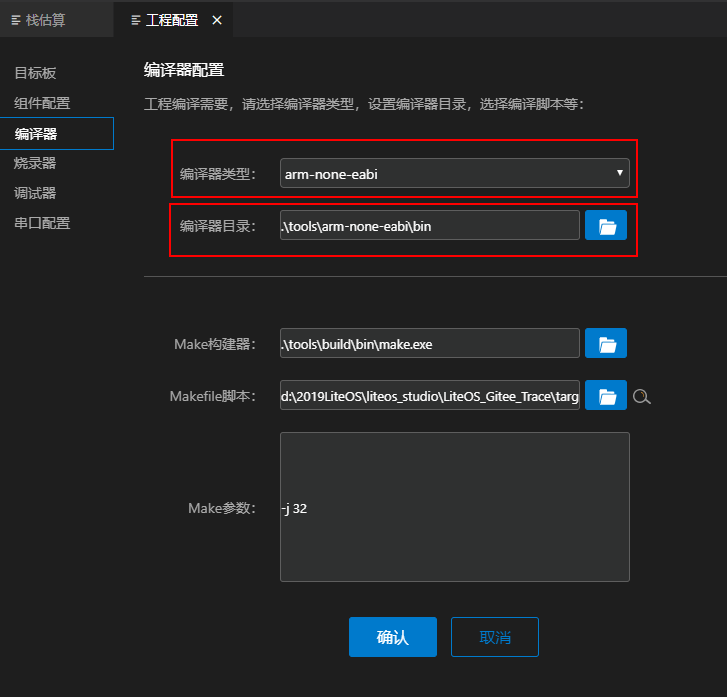 栈估算
工程配置
目标板
组件配置
编译器
烧录器
调试器
串口配置
编译器配置
工程编译需要，请选择编译器类型，设置编译器目录，选择编译脚本等：
编译器类型： arm-none-eabi
编译器目录： .\tools\arm-none-eabi\bin
Make构建器： .\tools\build\bin\make.exe
Makefile脚本： d:\2019LiteOS\liteos_studio\LiteOS_Gitee_Trace\targ
Make参数： -j 32
确认 取消